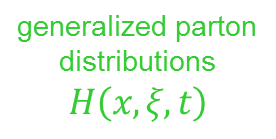 generalized parton
distributions
H(x, ξ, t)